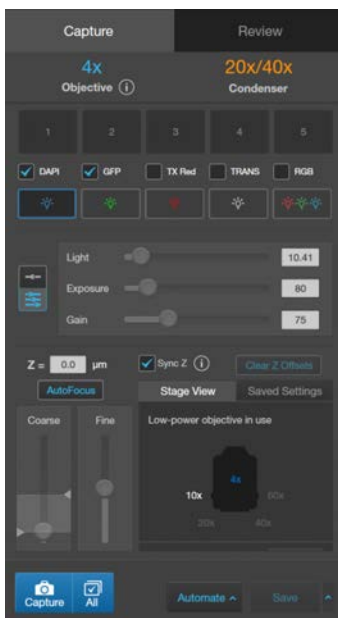 Capture Review
4x 20x/40x
Objective i Condenser
1 2 3 4 5
DAPI GFP TX Red TRANS RGB
Light 10.41
Exposure 80
Gain 75
Z = 0.0 µm Sync Z i Clear Z Offsets
AutoFocus Stage View Saved Settings
Coarse Fine Low-power objective in use
4x
10x 60x
20x 40x
Capture All Automate Save